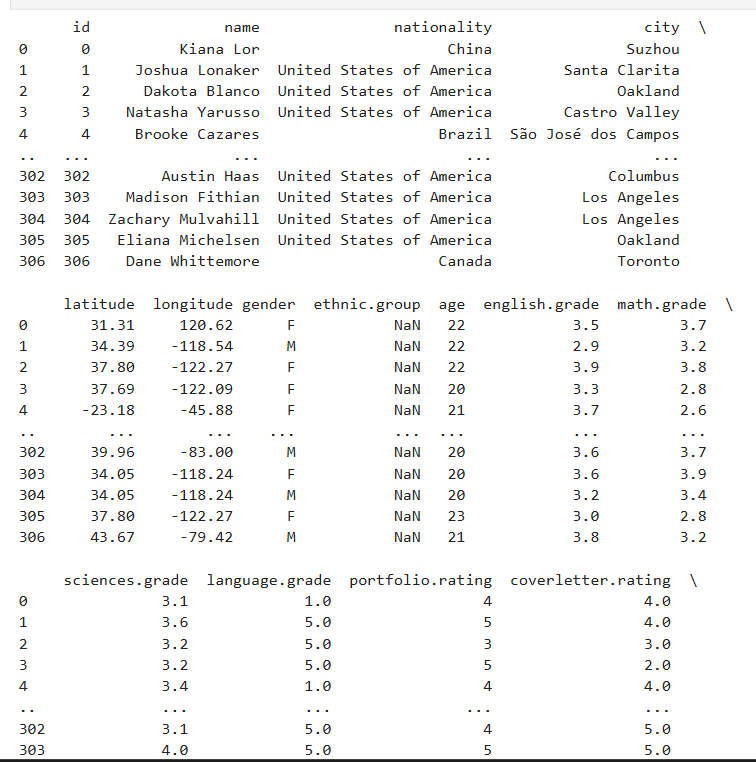 id name nationality city \
0 0 Kiana Lor China Suzhou
1 1 Joshua Lonaker United States of America Santa Clarita
2 2 Dakota Blanco United States of America Oakland
3 3 Natasha Yarusso United States of America Castro Valley
4 4 Brooke Cazares Brazil São José dos Campos
.. ... ... ... ...
302 302 Austin Haas United States of America Columbus
303 303 Madison Fithian United States of America Los Angeles
304 304 Zachary Mulvahill United States of America Los Angeles
305 305 Eliana Michelsen United States of America Oakland
306 306 Dane Whittemore Canada Toronto
latitude longitude gender ethnic.group age english.grade math.grade \
0 31.31 120.62 F NaN 22 3.5 3.7
1 34.39 -118.54 M NaN 22 2.9 3.2
2 37.80 -122.27 F NaN 22 3.9 3.8
3 37.69 -122.09 F NaN 20 3.3 2.8
4 -23.18 -45.88 F NaN 21 3.7 2.6
.. ... ... ... ... ... ... ...
302 39.96 -83.00 M NaN 20 3.6 3.7
303 34.05 -118.24 F NaN 20 3.6 3.9
304 34.05 -118.24 M NaN 20 3.2 3.4
305 37.80 -122.27 F NaN 23 3.0 2.8
306 43.67 -79.42 M NaN 21 3.8 3.2
sciences.grade language.grade portfolio.rating coverletter.rating \
0 3.1 1.0 4 4.0
1 3.6 5.0 5 4.0
2 3.2 5.0 3 3.0
3 3.2 5.0 5 2.0
4 3.4 1.0 4 4.0
.. ... ... ... ...
302 3.1 5.0 4 5.0
303 4.0 5.0 5 5.0